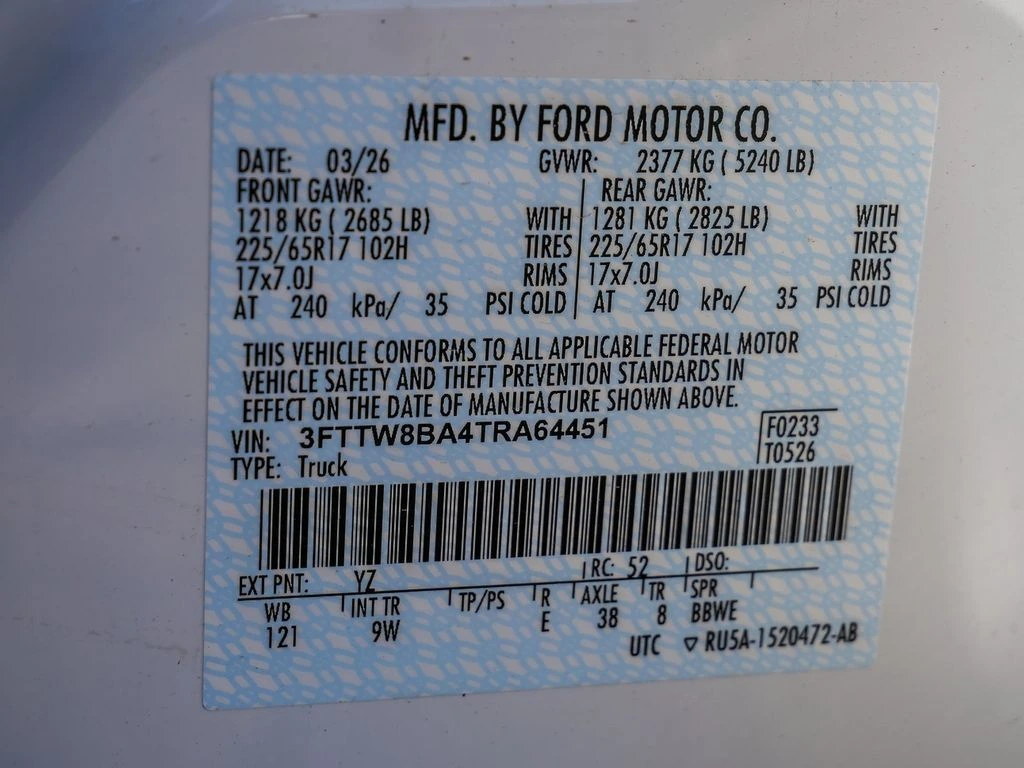 MFD. BY FORD MOTOR CO.
DATE: 03/26 GVWR: 2377 KG ( 5240 LB)
FRONT GAWR: REAR GAWR:
1218 KG ( 2685 LB) WITH 1281 KG ( 2825 LB) WITH
225/65R17 102H TIRES 225/65R17 102H TIRES
17x7.0J RIMS 17x7.0J RIMS
AT 240 kPa/ 35 PSI COLD AT 240 kPa/ 35 PSI COLD
THIS VEHICLE CONFORMS TO ALL APPLICABLE FEDERAL MOTOR
VEHICLE SAFETY AND THEFT PREVENTION STANDARDS IN
EFFECT ON THE DATE OF MANUFACTURE SHOWN ABOVE.
VIN: 3FTTW8BA4TRA64451 F0233
TYPE: Truck T0526
EXT PNT: YZ RC: 52 DSO:
WB INT TR TP/PS R AXLE TR SPR
121 9W E 38 8 BBWE
UTC ▽ RU5A-1520472-AB